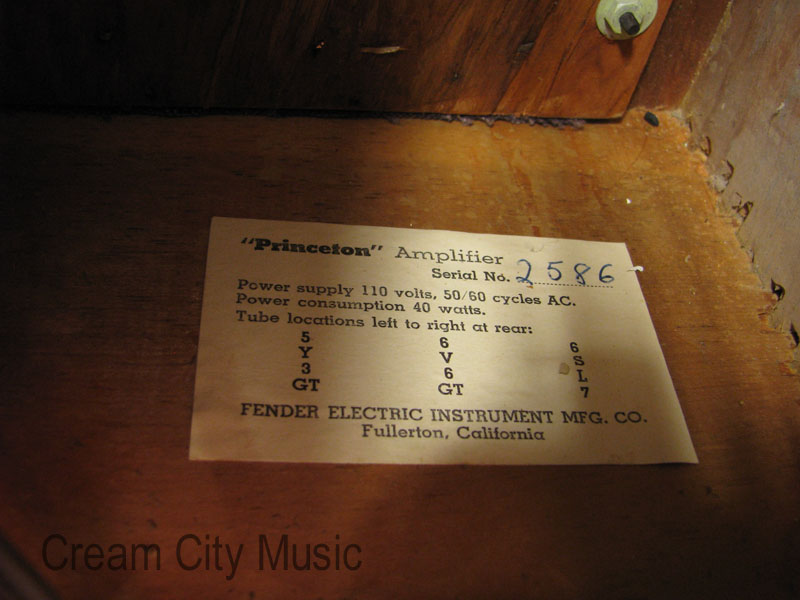 "Princeton" Amplifier
Serial No. 2586
Power supply 110 volts, 50/60 cycles AC.
Power consumption 40 watts.
Tube locations left to right at rear:
5 6 6
Y V S
3 6 L
GT GT 7
FENDER ELECTRIC INSTRUMENT MFG. CO.
Fullerton, California
Cream City Music